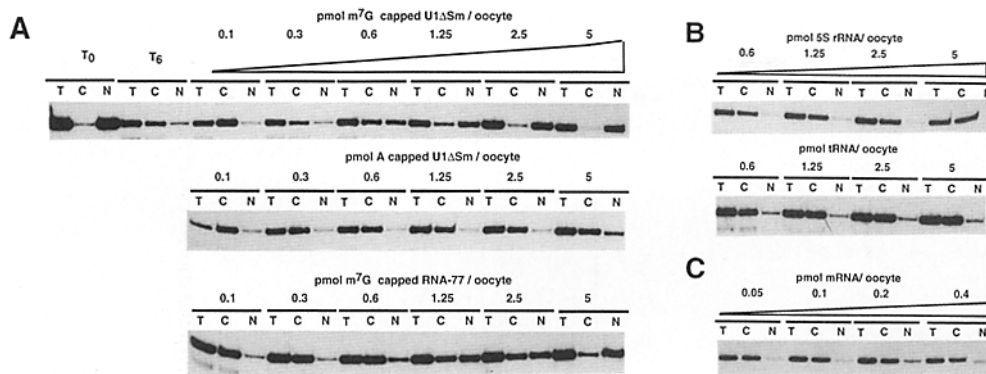 A
pmol m7G capped U1ΔSm / oocyte
0.1 0.3 0.6 1.25 2.5 5
T0 T6
T C N T C N T C N T C N T C N T C N T C N T C N
pmol A capped U1ΔSm / oocyte
0.1 0.3 0.6 1.25 2.5 5
T C N T C N T C N T C N T C N T C N
pmol m7G capped RNA-77 / oocyte
0.1 0.3 0.6 1.25 2.5 5
T C N T C N T C N T C N T C N T C N
B
pmol 5S rRNA/ oocyte
0.6 1.25 2.5 5
T C N T C N T C N T C N
pmol tRNA/ oocyte
0.6 1.25 2.5 5
T C N T C N T C N T C N
C
pmol mRNA/ oocyte
0.05 0.1 0.2 0.4
T C N T C N T C N T C N